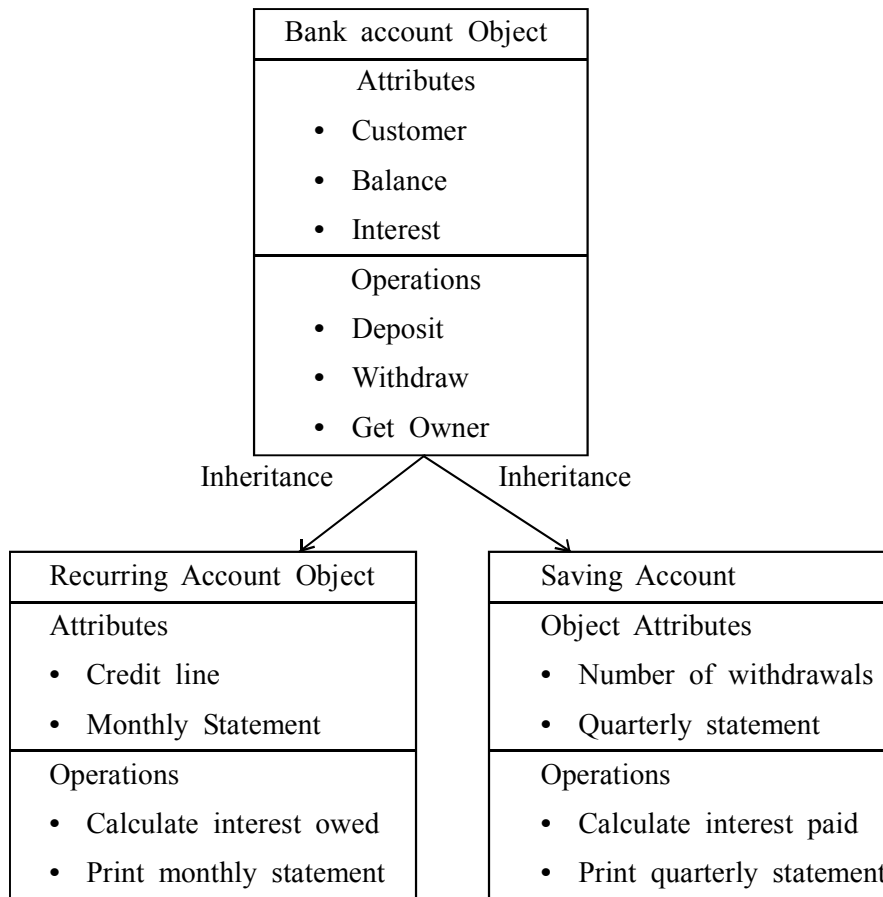 Bank account Object
Attributes
• Customer
• Balance
• Interest
Operations
• Deposit
• Withdraw
• Get Owner
Inheritance
Inheritance
Recurring Account Object
Attributes
• Credit line
• Monthly Statement
Operations
• Calculate interest owed
• Print monthly statement
Saving Account
Object Attributes
• Number of withdrawals
• Quarterly statement
Operations
• Calculate interest paid
• Print quarterly statement